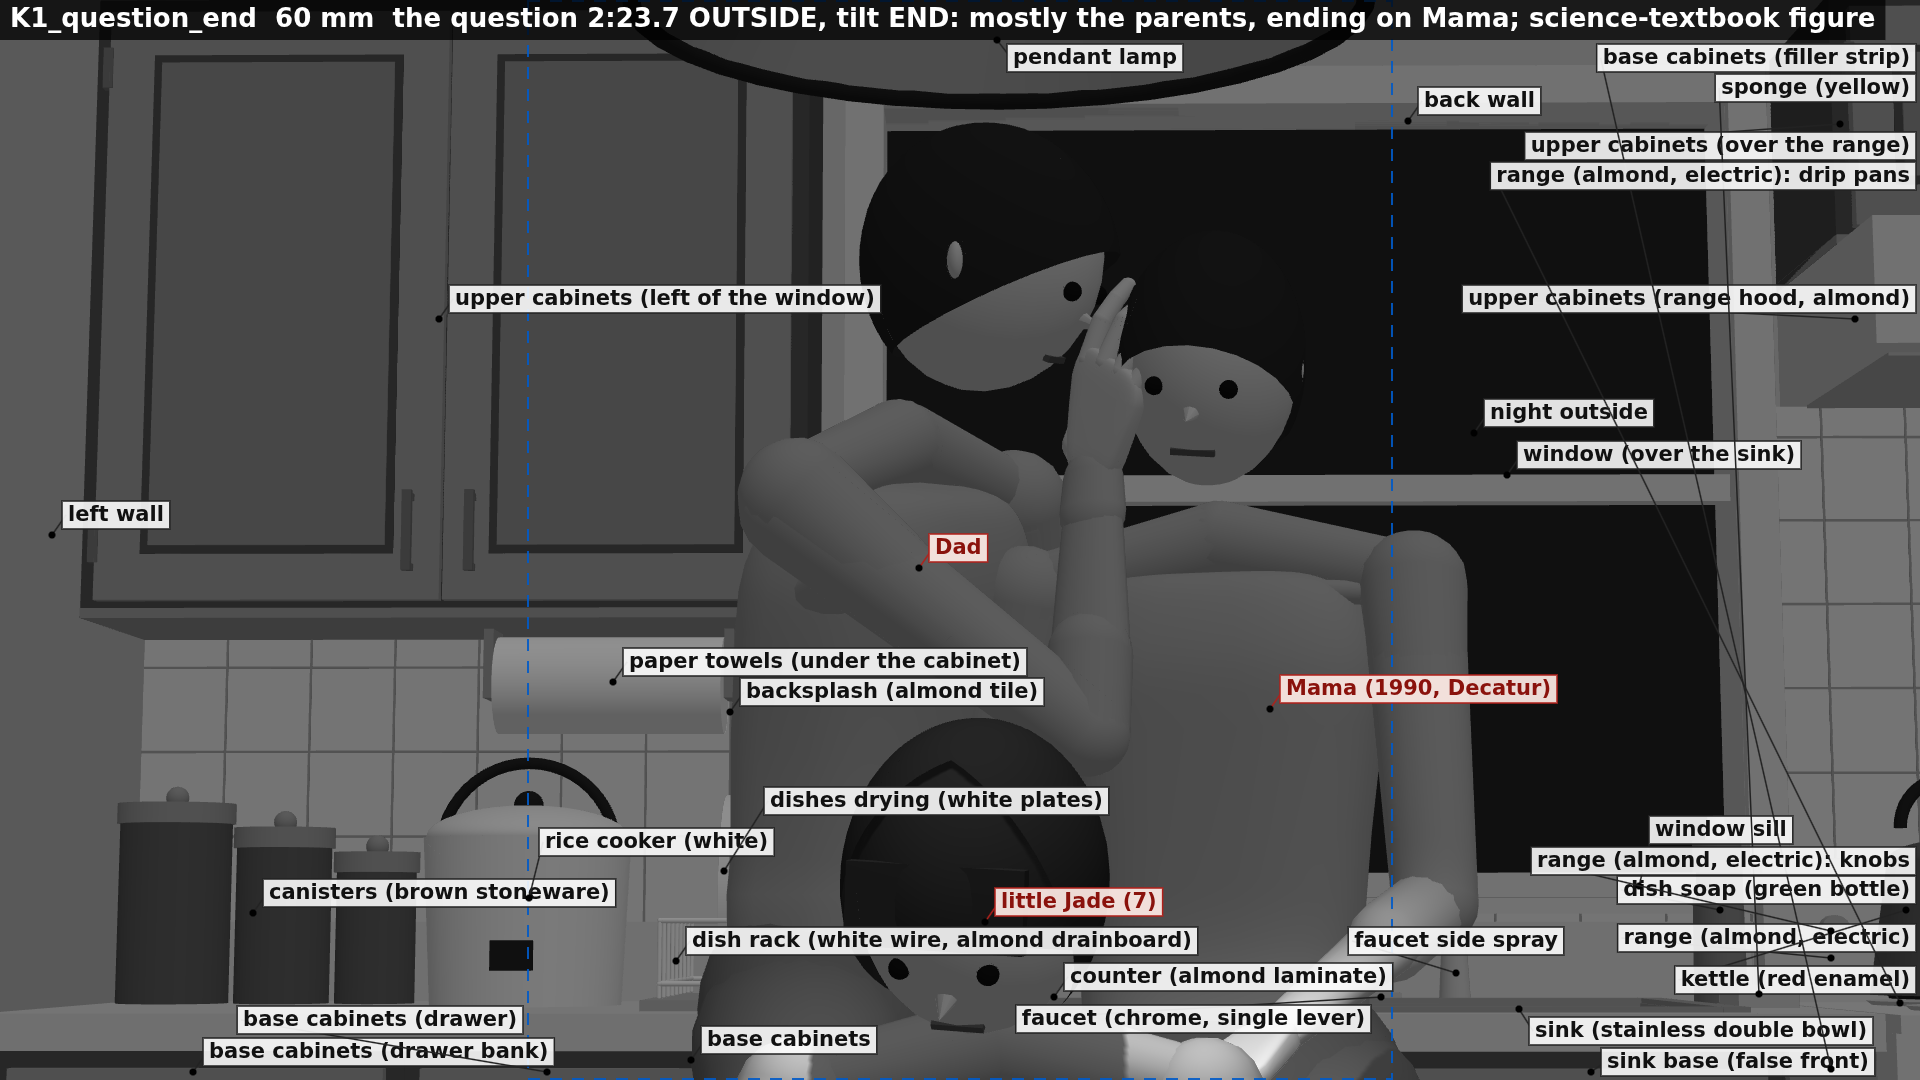 K1_question_end  60 mm  the question 2:23.7 OUTSIDE, tilt END: mostly the parents, ending on Mama; science-textbook figure
pendant lamp
base cabinets (filler strip)
sponge (yellow)
back wall
upper cabinets (over the range)
range (almond, electric): drip pans
upper cabinets (left of the window)
upper cabinets (range hood, almond)
night outside
window (over the sink)
left wall
Dad
paper towels (under the cabinet)
backsplash (almond tile)
Mama (1990, Decatur)
dishes drying (white plates)
rice cooker (white)
window sill
range (almond, electric): knobs
canisters (brown stoneware)
dish soap (green bottle)
little Jade (7)
dish rack (white wire, almond drainboard)
faucet side spray
range (almond, electric)
counter (almond laminate)
kettle (red enamel)
base cabinets (drawer)
faucet (chrome, single lever)
sink (stainless double bowl)
base cabinets
base cabinets (drawer bank)
sink base (false front)